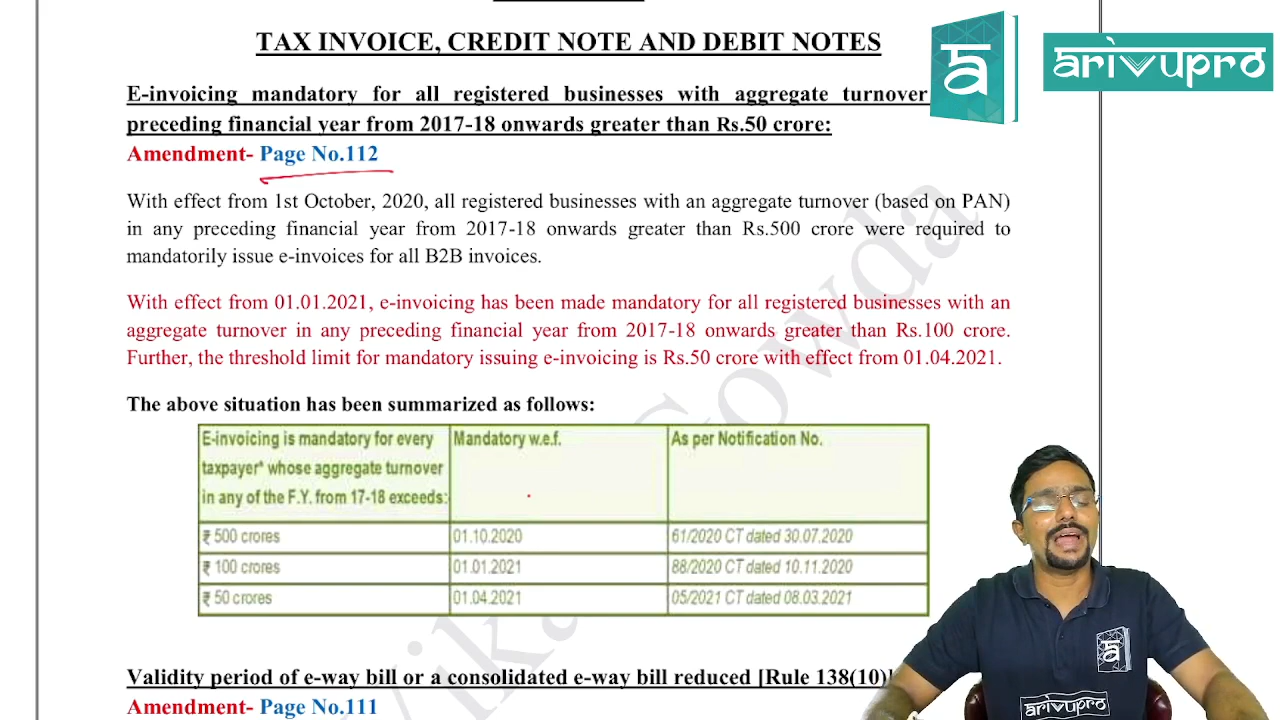 TAX INVOICE, CREDIT NOTE AND DEBIT NOTES
ā
arivupro
E-invoicing mandatory for all registered businesses with aggregate turnover
preceding financial year from 2017-18 onwards greater than Rs.50 crore:
Amendment- Page No.112
With effect from 1st October, 2020, all registered businesses with an aggregate turnover (based on PAN)
in any preceding financial year from 2017-18 onwards greater than Rs.500 crore were required to
mandatorily issue e-invoices for all B2B invoices.
With effect from 01.01.2021, e-invoicing has been made mandatory for all registered businesses with an
aggregate turnover in any preceding financial year from 2017-18 onwards greater than Rs.100 crore.
Further, the threshold limit for mandatory issuing e-invoicing is Rs.50 crore with effect from 01.04.2021.
The above situation has been summarized as follows:
E-invoicing is mandatory for every
taxpayer* whose aggregate turnover
in any of the F.Y. from 17-18 exceeds:
Mandatory w.e.f.
As per Notification No.
₹ 500 crores 01.10.2020 61/2020 CT dated 30.07.2020
₹ 100 crores 01.01.2021 88/2020 CT dated 10.11.2020
₹ 50 crores 01.04.2021 05/2021 CT dated 08.03.2021
Validity period of e-way bill or a consolidated e-way bill reduced [Rule 138(10)]
Amendment- Page No.111
Gowda
ā
arivupro